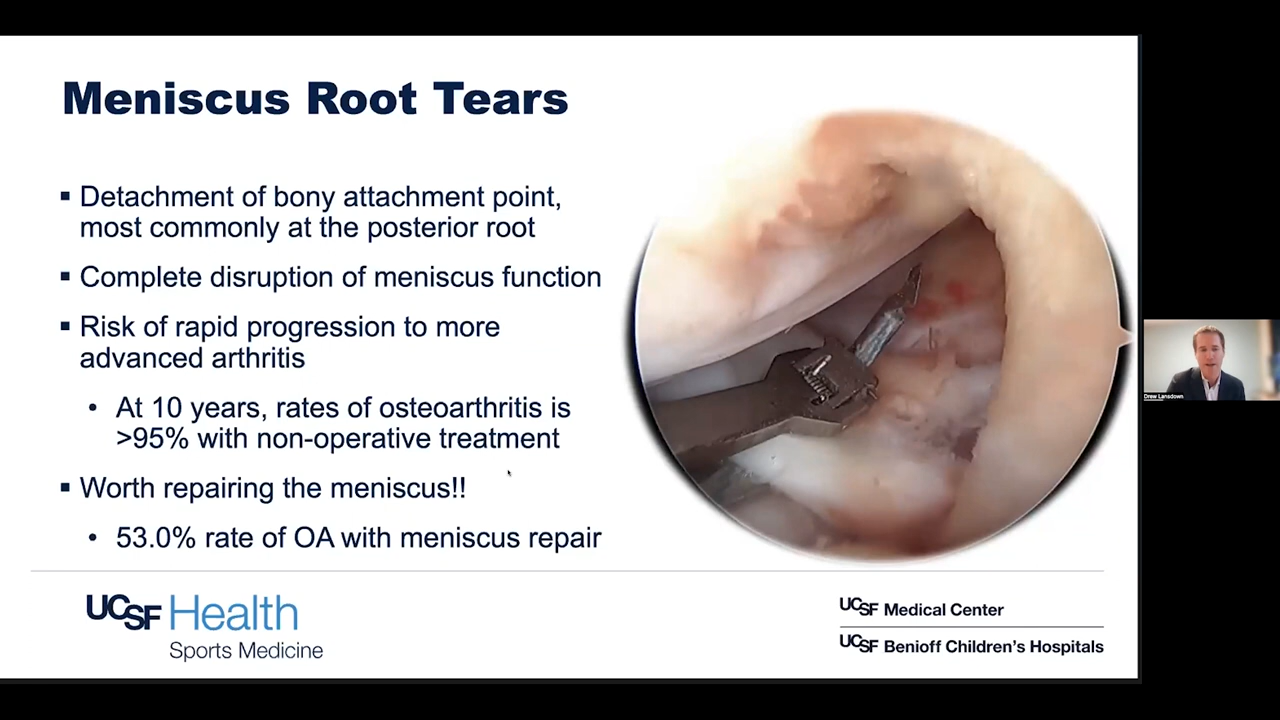 Meniscus Root Tears
▪ Detachment of bony attachment point,
most commonly at the posterior root
▪ Complete disruption of meniscus function
▪ Risk of rapid progression to more
advanced arthritis
• At 10 years, rates of osteoarthritis is
>95% with non-operative treatment
▪ Worth repairing the meniscus!!
• 53.0% rate of OA with meniscus repair
UCSF Health
Sports Medicine
UCSF Medical Center
UCSF Benioff Children's Hospitals
Drew Lansdown